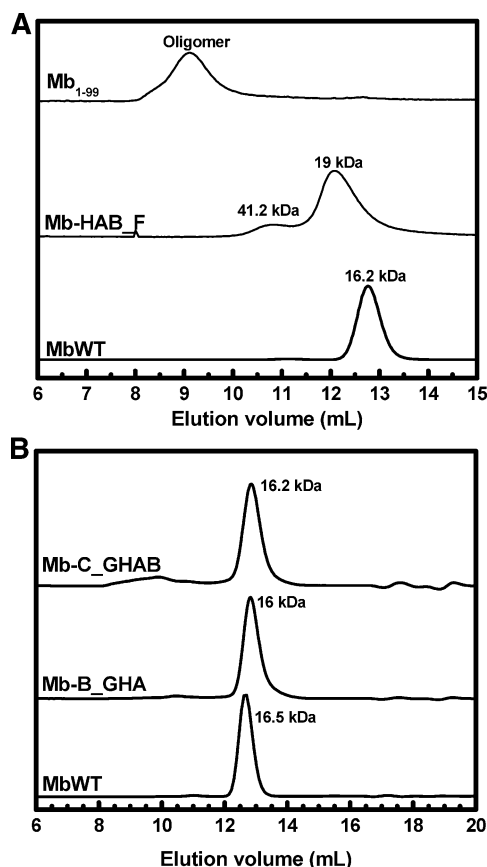 A
Oligomer
Mb1-99
19 kDa
41.2 kDa
Mb-HAB_F
16.2 kDa
MbWT
6 7 8 9 10 11 12 13 14 15
Elution volume (mL)
B
16.2 kDa
Mb-C_GHAB
16 kDa
Mb-B_GHA
16.5 kDa
MbWT
6 8 10 12 14 16 18 20
Elution volume (mL)